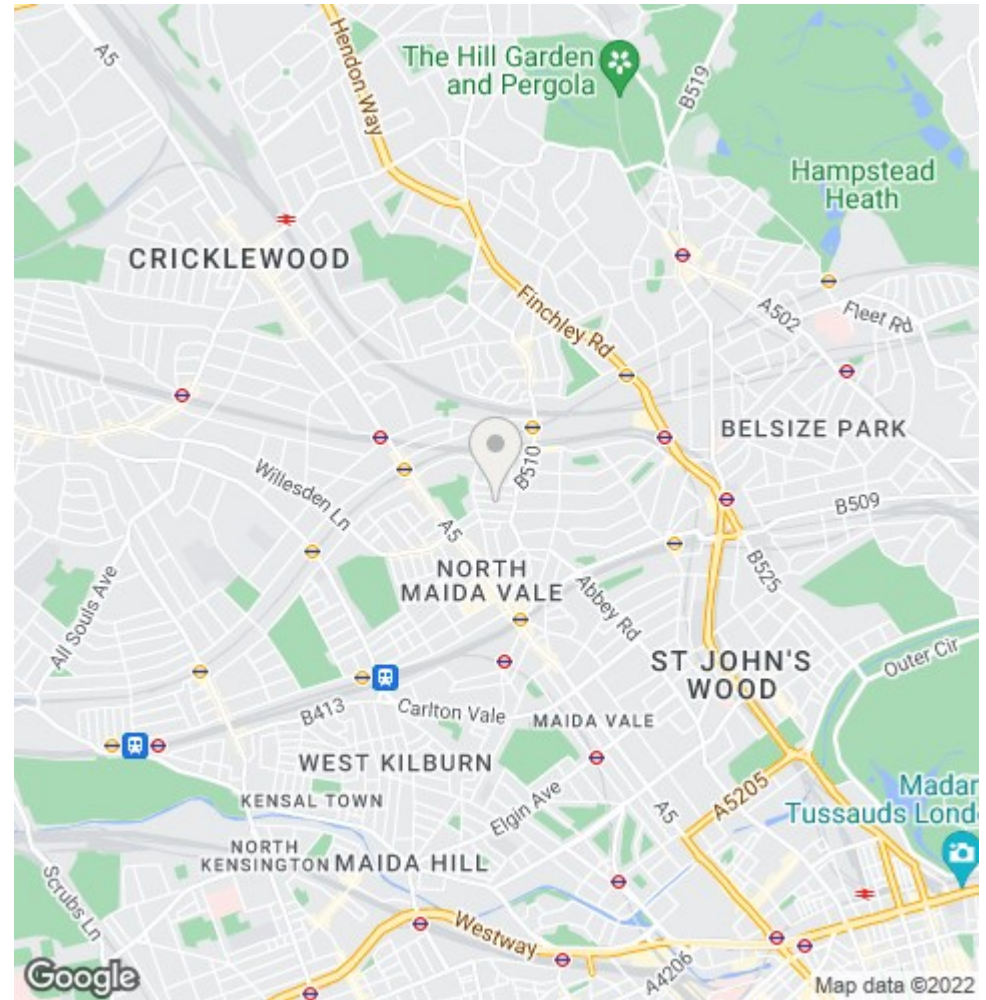 A5
Hendon Way
The Hill Garden
and Pergola
B519
Hampstead
Heath
CRICKLEWOOD
Finchley Rd
A502
Fleet Rd
BELSIZE PARK
Willesden Ln
B510
B509
A5
NORTH
MAIDA VALE
Abbey Rd
B525
All Souls Ave
ST JOHN'S
WOOD
Outer Cir
B413
Carlton Vale
MAIDA VALE
WEST KILBURN
KENSAL TOWN
Elgin Ave
A5
A5205
Madam
Tussauds Londo
NORTH
KENSINGTON
MAIDA HILL
Scrubs Ln
Westway
A4206
Google
Map data ©2022